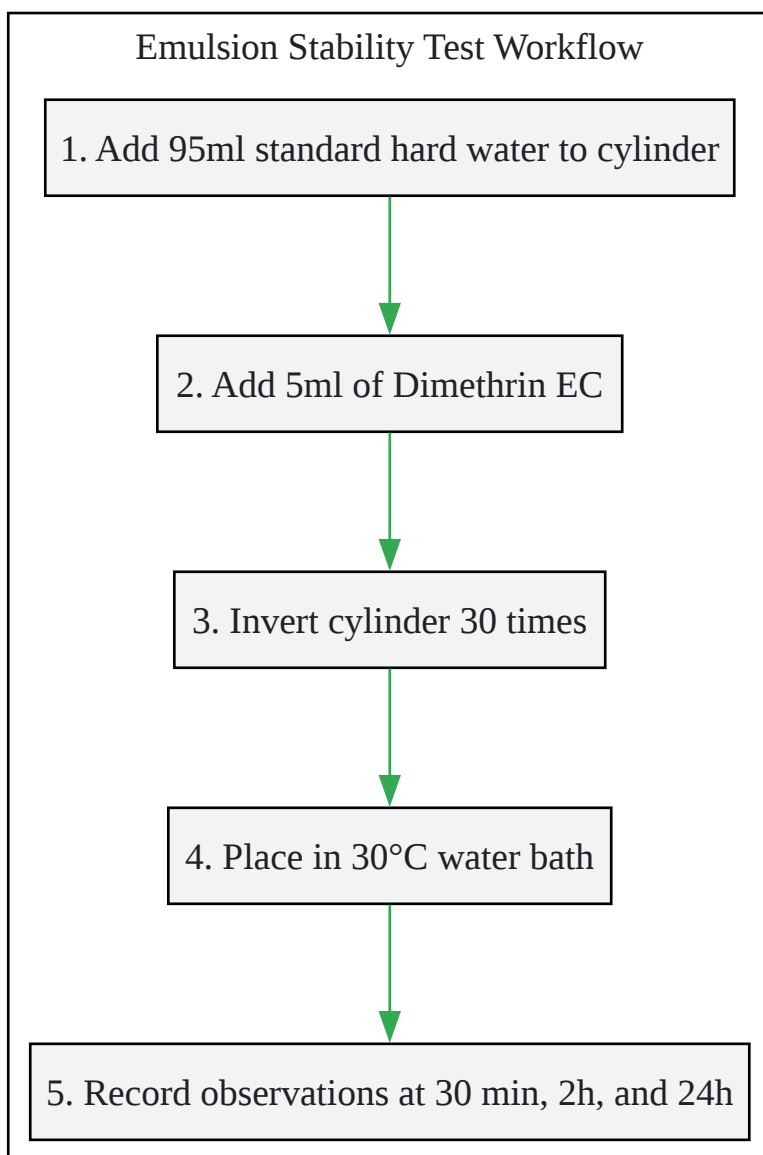 Emulsion Stability Test Workflow
1. Add 95ml standard hard water to cylinder
2. Add 5ml of Dimethrin EC
3. Invert cylinder 30 times
4. Place in 30°C water bath
5. Record observations at 30 min, 2h, and 24h